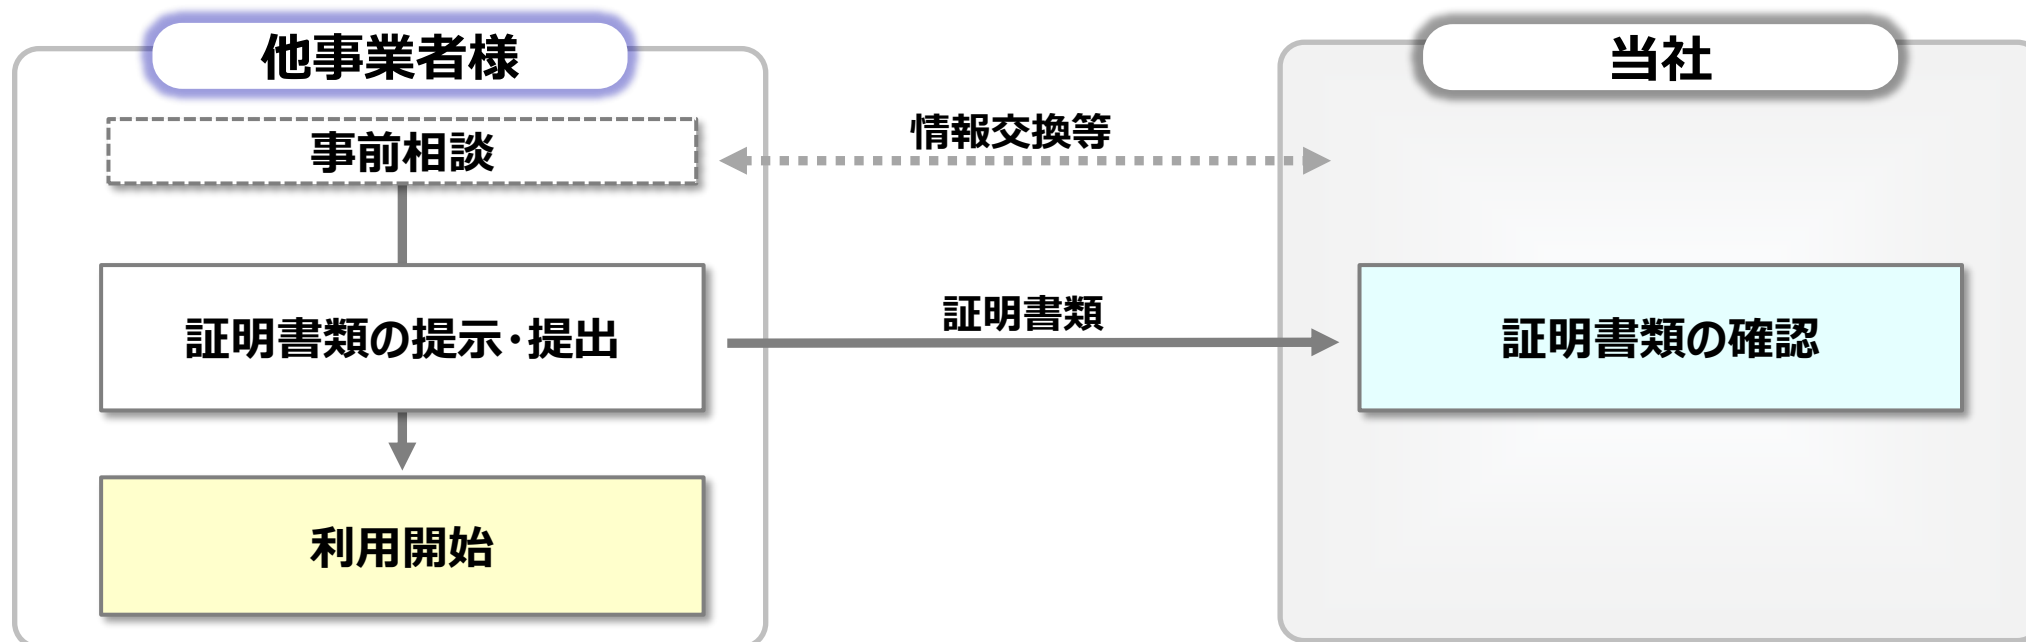 他事業者様
当社
事前相談
情報交換等
証明書類の提示･提出
証明書類
証明書類の確認
利用開始